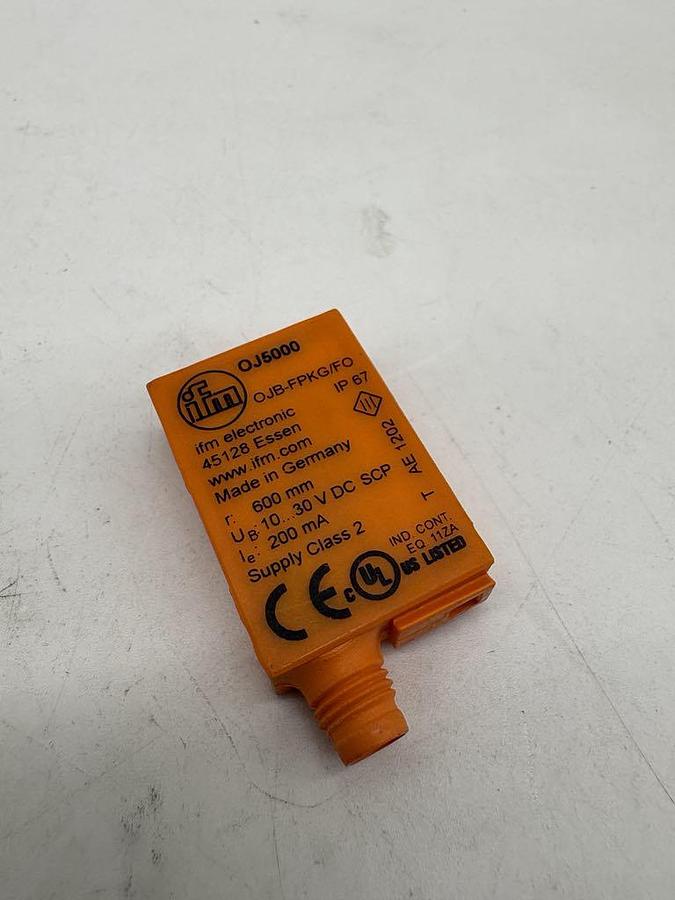 OJ5000
ifm
OJB-FPKG/FO
ifm electronic
IP 67
45128 Essen
www.ifm.com
Made in Germany
AE 1202
r: 600 mm
UB: 10...30 V DC SCP
T
Ie: 200 mA
Supply Class 2
IND. CONT.
EQ. 11ZA
CE c UL US LISTED